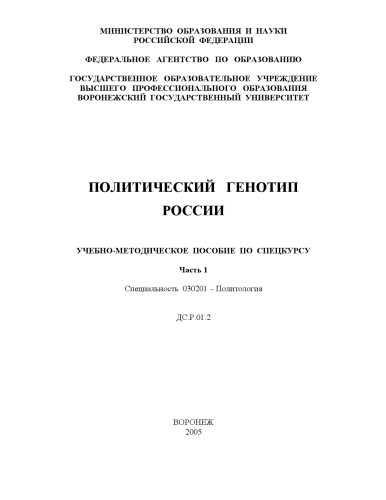 МИНИСТЕРСТВО ОБРАЗОВАНИЯ И НАУКИ
РОССИЙСКОЙ ФЕДЕРАЦИИ
ФЕДЕРАЛЬНОЕ АГЕНТСТВО ПО ОБРАЗОВАНИЮ
ГОСУДАРСТВЕННОЕ ОБРАЗОВАТЕЛЬНОЕ УЧРЕЖДЕНИЕ
ВЫСШЕГО ПРОФЕССИОНАЛЬНОГО ОБРАЗОВАНИЯ
ВОРОНЕЖСКИЙ ГОСУДАРСТВЕННЫЙ УНИВЕРСИТЕТ
ПОЛИТИЧЕСКИЙ ГЕНОТИП
РОССИИ
УЧЕБНО-МЕТОДИЧЕСКОЕ ПОСОБИЕ ПО СПЕЦКУРСУ
Часть 1
Специальность 030201 – Политология
ДС.Р.01.2
ВОРОНЕЖ
2005